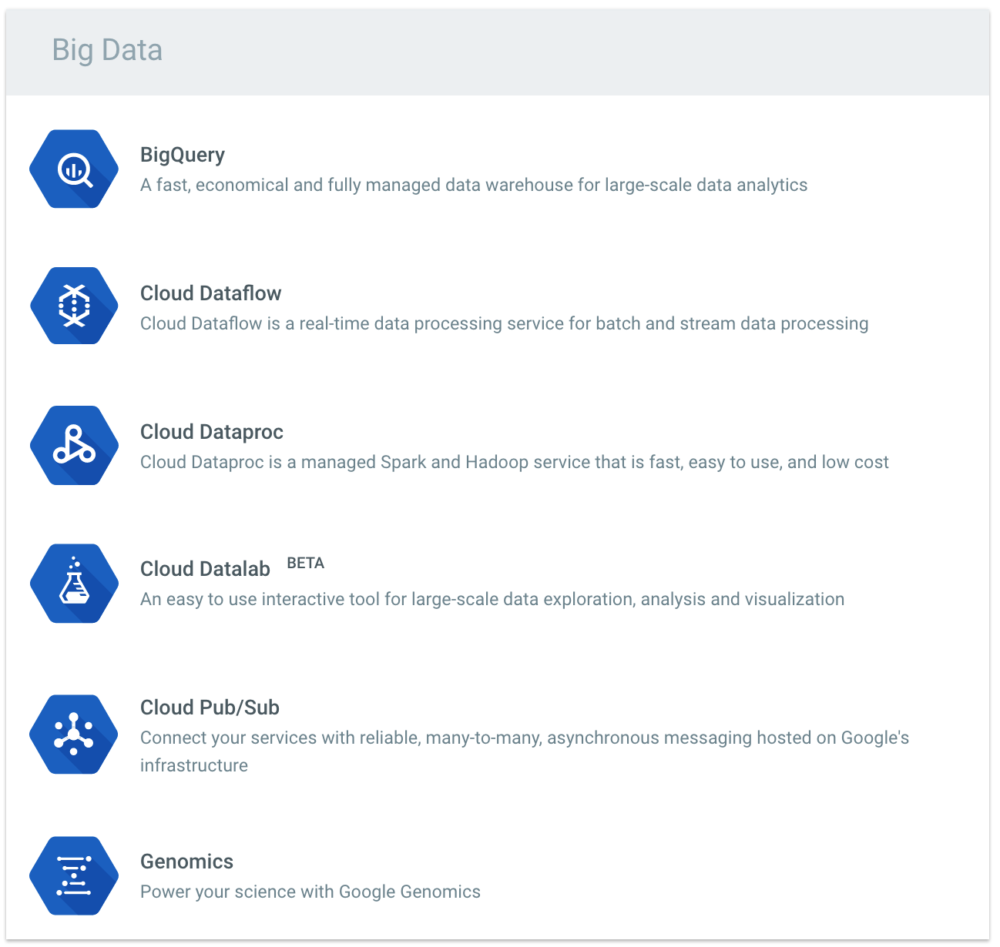 Big Data
BigQuery
A fast, economical and fully managed data warehouse for large-scale data analytics
Cloud Dataflow
Cloud Dataflow is a real-time data processing service for batch and stream data processing
Cloud Dataproc
Cloud Dataproc is a managed Spark and Hadoop service that is fast, easy to use, and low cost
Cloud Datalab BETA
An easy to use interactive tool for large-scale data exploration, analysis and visualization
Cloud Pub/Sub
Connect your services with reliable, many-to-many, asynchronous messaging hosted on Google's
infrastructure
Genomics
Power your science with Google Genomics